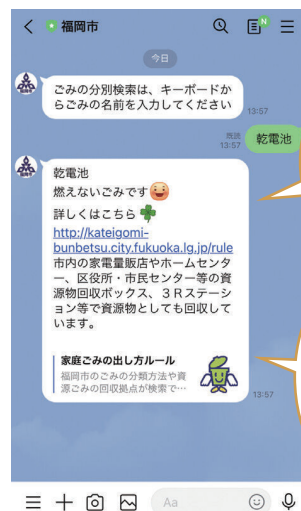 福岡市
N
今日
ごみの分別検索は、キーボードか
らごみの名前を入力してください
13:57
既読
13:57
乾電池
乾電池
燃えないごみです
詳しくはこちら
http://kateigomi-
bunbetsu.city.fukuoka.lg.jp/rule
市内の家電量販店やホームセンタ
ー、区役所・市民センター等の資
源物回収ボックス、３Ｒステーシ
ョン等で資源物としても回収して
います。
家庭ごみの出し方ルール
福岡市のごみの分類方法や資
源ごみの回収拠点が検索で…
13:57
Aa